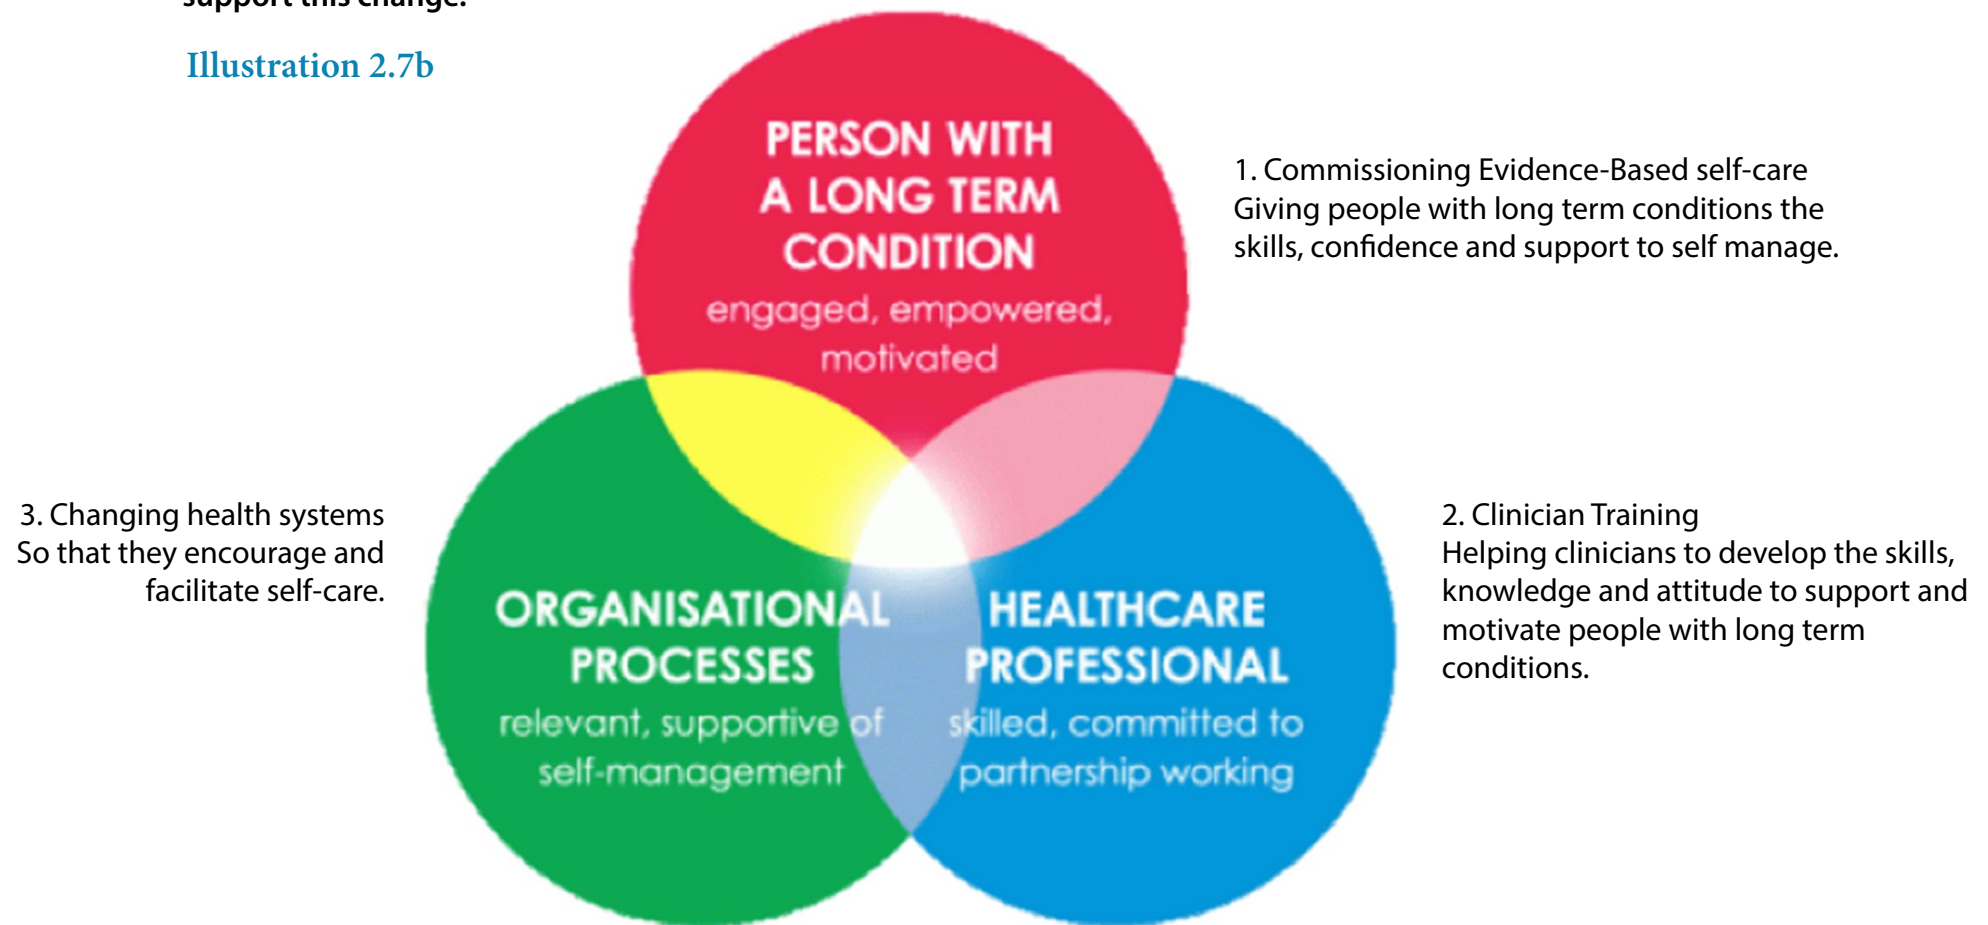 support this change.
Illustration 2.7b
PERSON WITH
A LONG TERM
CONDITION
engaged, empowered,
motivated
1. Commissioning Evidence-Based self-care
Giving people with long term conditions the
skills, confidence and support to self manage.
3. Changing health systems
So that they encourage and
facilitate self-care.
ORGANISATIONAL
PROCESSES
relevant, supportive of
self-management
HEALTHCARE
PROFESSIONAL
skilled, committed to
partnership working
2. Clinician Training
Helping clinicians to develop the skills,
knowledge and attitude to support and
motivate people with long term
conditions.